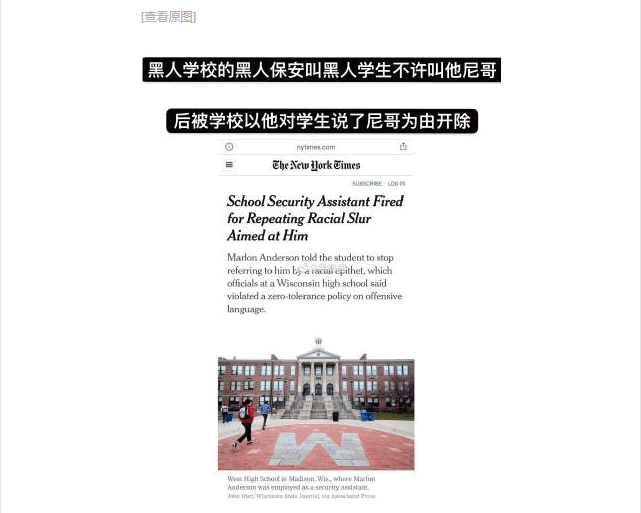 [查看原图]
黑人学校的黑人保安叫黑人学生不许叫他尼哥
后被学校以他对学生说了尼哥为由开除
nytimes.com
The New York Times
SUBSCRIBE LOG IN
School Security Assistant Fired
for Repeating Racial Slur
Aimed at Him
Marlon Anderson told the student to stop
referring to him by a racial epithet, which
officials at a Wisconsin high school said
violated a zero-tolerance policy on offensive
language.
West High School in Madison, Wis., where Marlon
Anderson was employed as a security assistant.
John Hart/Wisconsin State Journal, via Associated Press